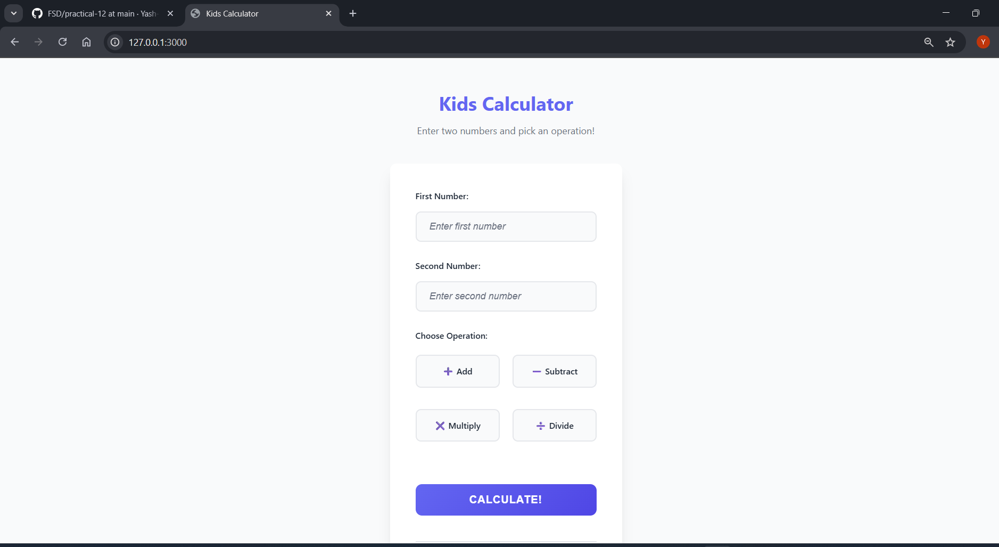 FSD/practical-12 at main · Yash-
Kids Calculator
127.0.0.1:3000
Y
Kids Calculator
Enter two numbers and pick an operation!
First Number:
Enter first number
Second Number:
Enter second number
Choose Operation:
Add
Subtract
Multiply
Divide
CALCULATE!